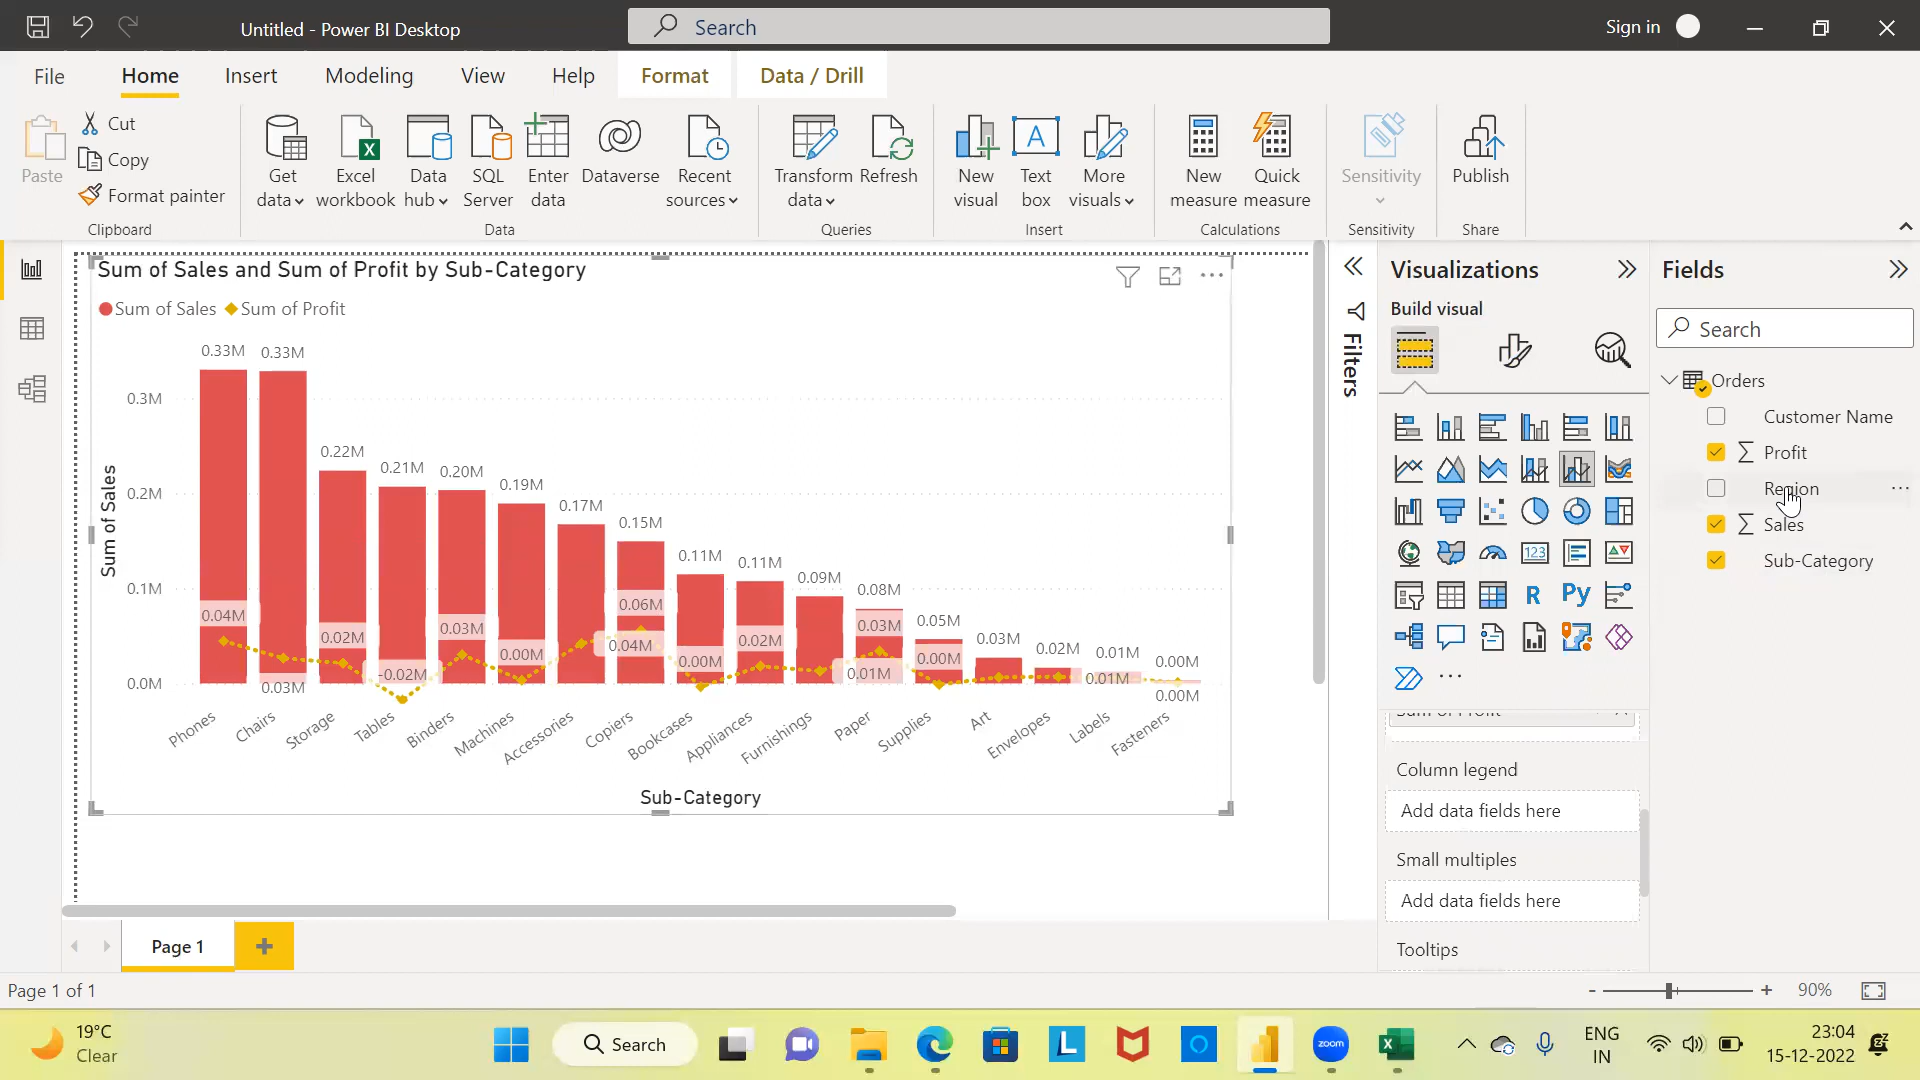 Untitled - Power BI Desktop
Search
Sign in
File
Home
Insert
Modeling
View
Help
Format
Data / Drill
Paste
Cut
Copy
Format painter
Clipboard
Get data
Excel workbook
Data hub
SQL Server
Enter data
Dataverse
Recent sources
Data
Transform data
Refresh
Queries
New visual
Text box
More visuals
Insert
New measure
Quick measure
Calculations
Sensitivity
Sensitivity
Publish
Share
Sum of Sales and Sum of Profit by Sub-Category
Sum of Sales Sum of Profit
Sum of Sales
0.3M
0.2M
0.1M
0.0M
0.33M
0.33M
0.22M
0.21M
0.20M
0.19M
0.17M
0.15M
0.11M
0.11M
0.09M
0.08M
0.05M
0.03M
0.02M
0.01M
0.00M
0.04M
0.03M
0.02M
-0.02M
0.03M
0.00M
0.04M
0.06M
0.00M
0.02M
0.01M
0.03M
0.00M
0.01M
0.00M
Phones
Chairs
Storage
Tables
Binders
Machines
Accessories
Copiers
Bookcases
Appliances
Furnishings
Paper
Supplies
Art
Envelopes
Labels
Fasteners
Sub-Category
Filters
Visualizations
Build visual
123
R
Py
Column legend
Add data fields here
Small multiples
Add data fields here
Tooltips
Fields
Search
Orders
Customer Name
Profit
Region
Sales
Sub-Category
Page 1
Page 1 of 1
90%
19°C
Clear
Search
zoom
ENG
IN
23:04
15-12-2022